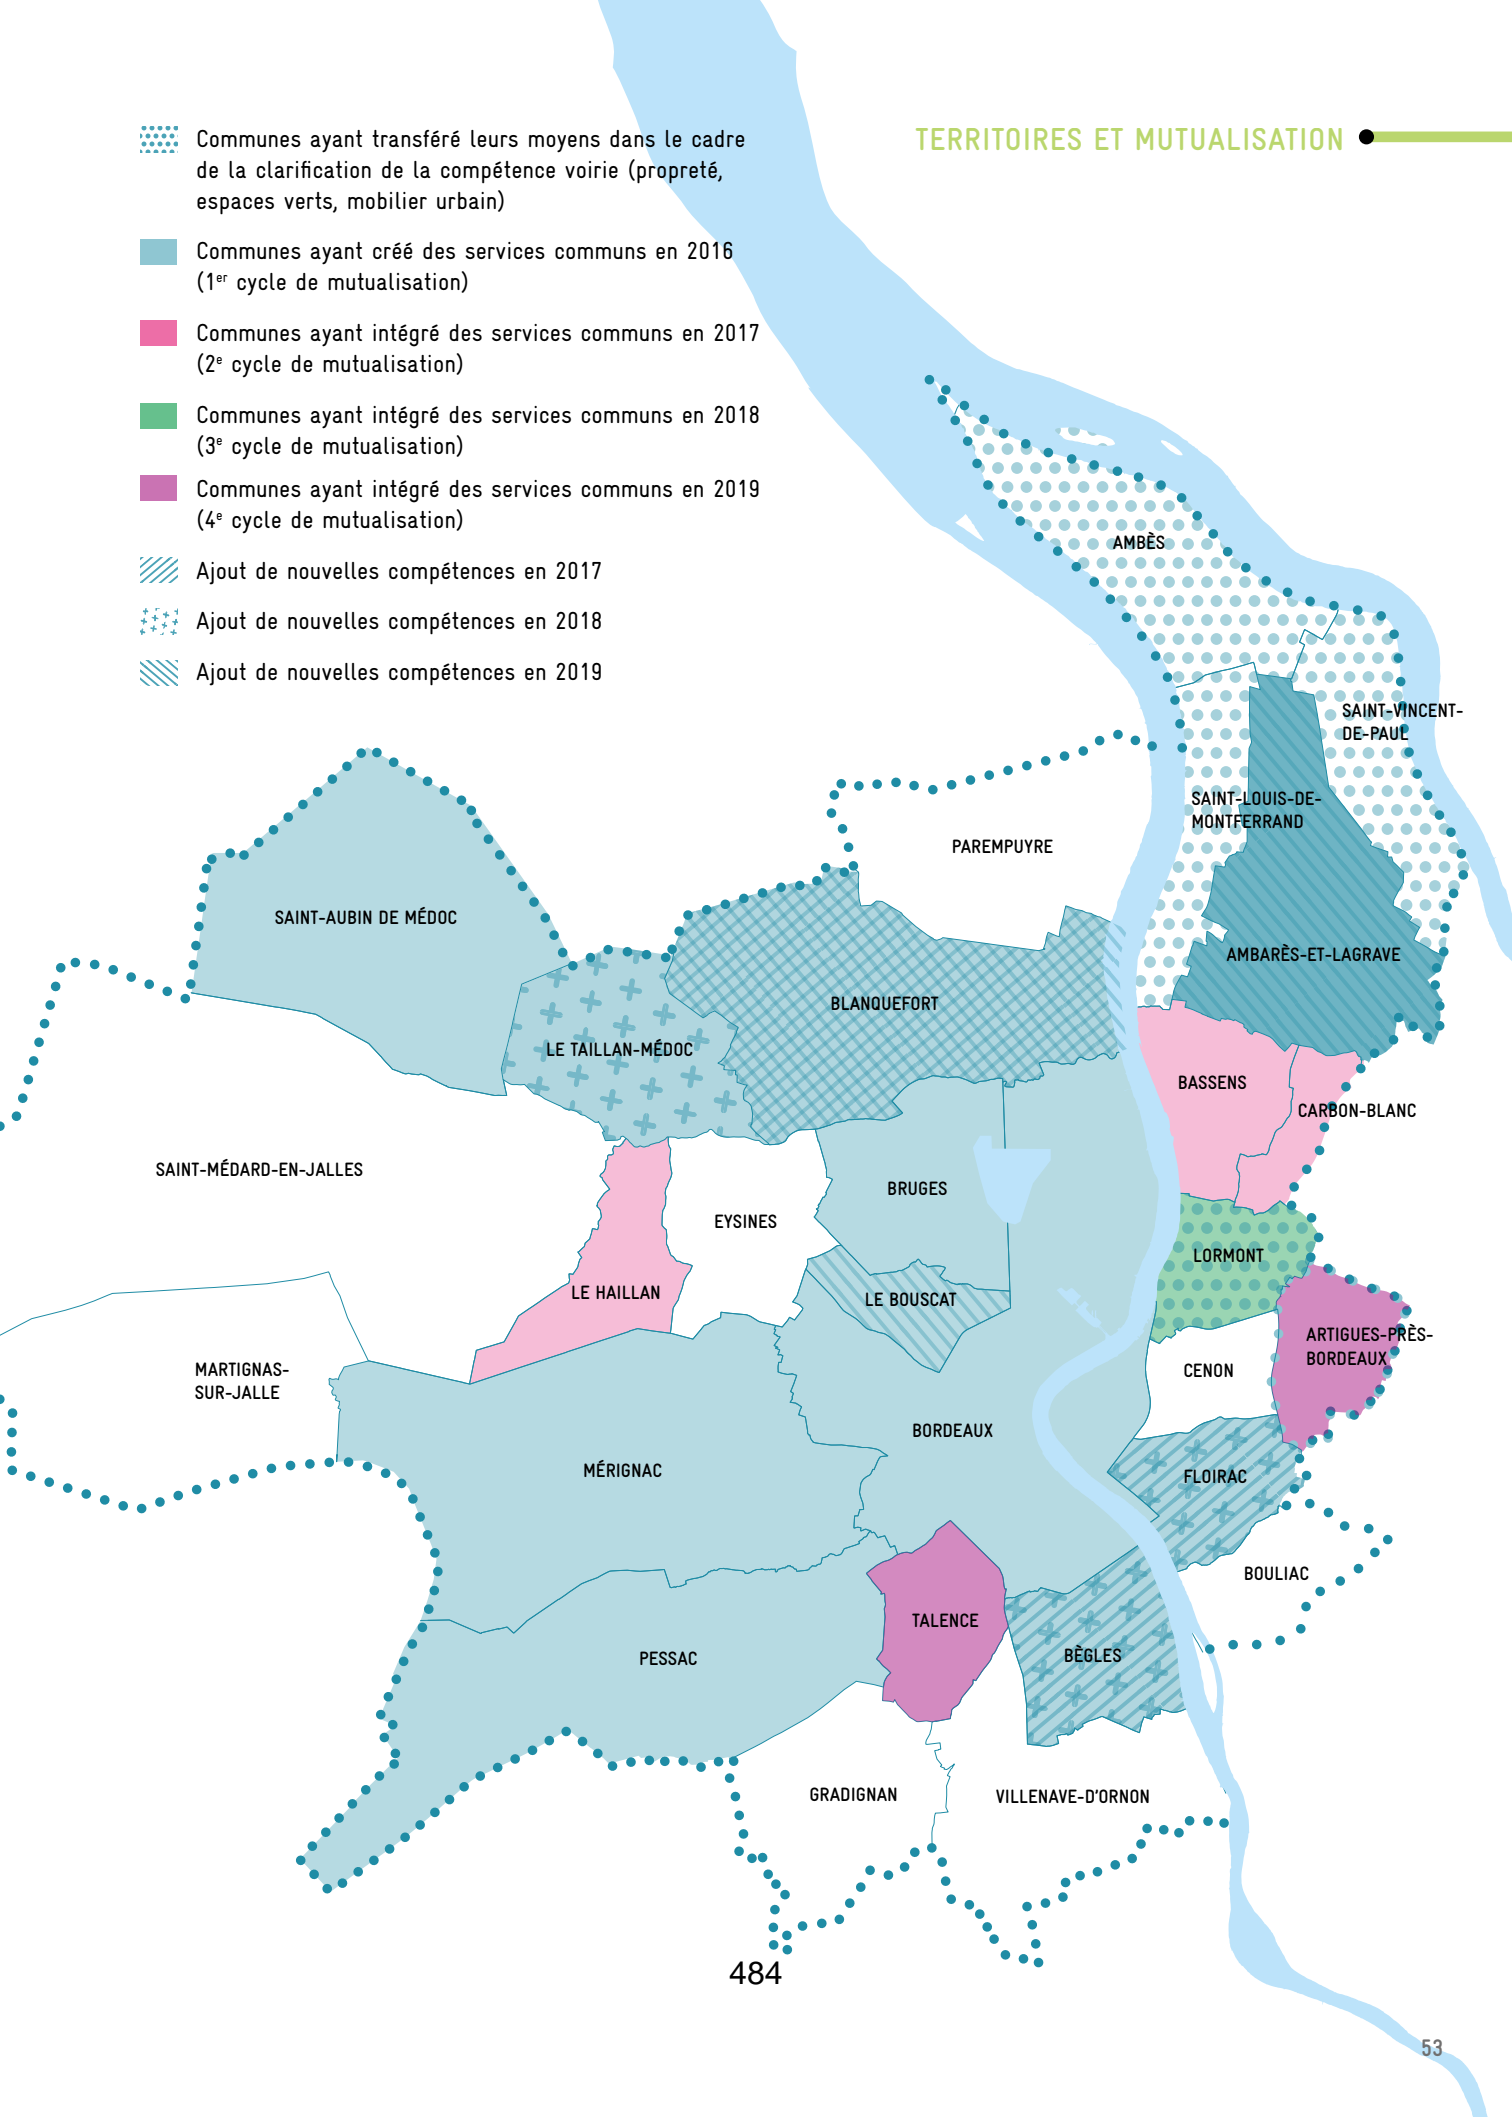 TERRITOIRES ET MUTUALISATION
Communes ayant transféré leurs moyens dans le cadre
de la clarification de la compétence voirie (propreté,
espaces verts, mobilier urbain)
Communes ayant créé des services communs en 2016
(1er cycle de mutualisation)
Communes ayant intégré des services communs en 2017
(2e cycle de mutualisation)
Communes ayant intégré des services communs en 2018
(3e cycle de mutualisation)
Communes ayant intégré des services communs en 2019
(4e cycle de mutualisation)
Ajout de nouvelles compétences en 2017
Ajout de nouvelles compétences en 2018
Ajout de nouvelles compétences en 2019
AMBÈS
SAINT-VINCENT-
DE-PAUL
SAINT-LOUIS-DE-
MONTFERRAND
PAREMPUYRE
SAINT-AUBIN DE MÉDOC
AMBARÈS-ET-LAGRAVE
BLANQUEFORT
LE TAILLAN-MÉDOC
BASSENS
CARBON-BLANC
SAINT-MÉDARD-EN-JALLES
BRUGES
EYSINES
LORMONT
LE HAILLAN
LE BOUSCAT
ARTIGUES-PRÈS-
BORDEAUX
MARTIGNAS-
SUR-JALLE
CENON
BORDEAUX
MÉRIGNAC
FLOIRAC
BOULIAC
TALENCE
BÈGLES
PESSAC
GRADIGNAN
VILLENAVE-D'ORNON
484
53